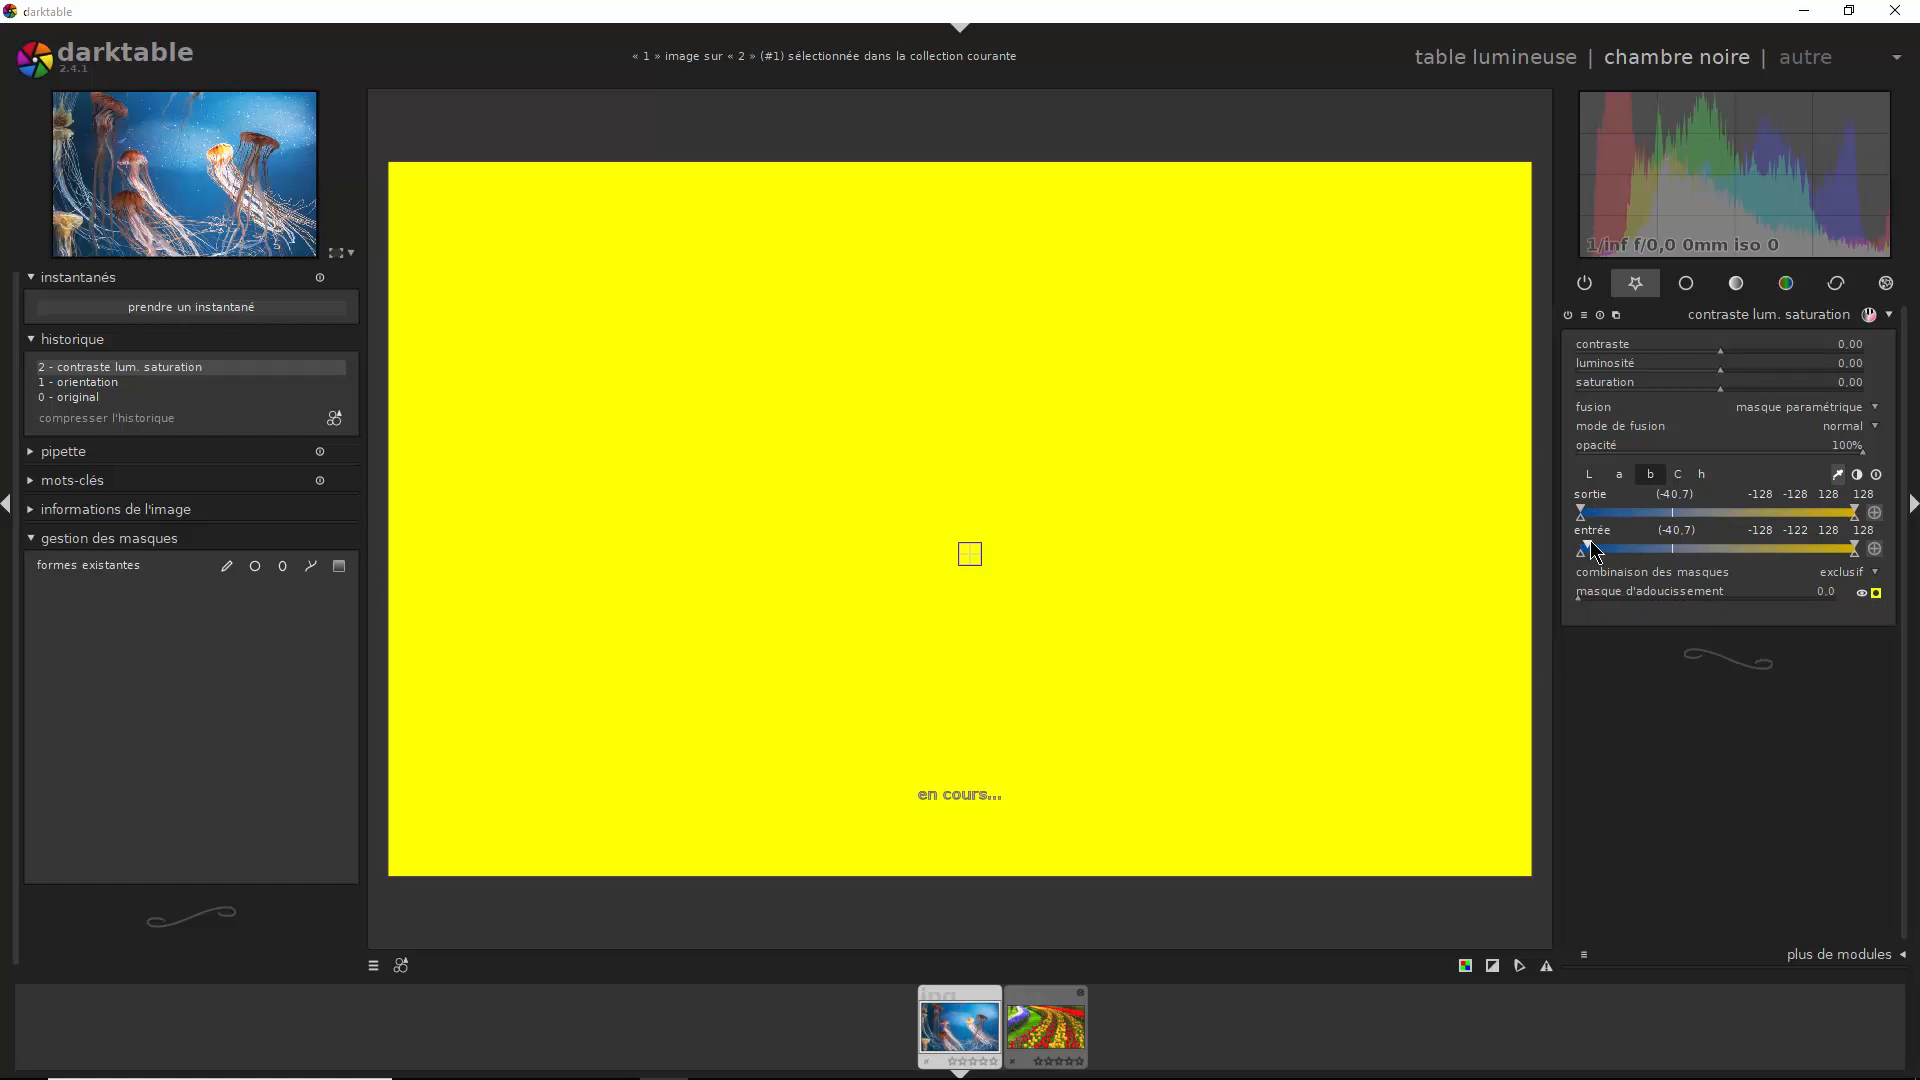 darktable
darktable
2.4.1
« 1 » image sur « 2 » (#1) sélectionnée dans la collection courante
table lumineuse | chambre noire | autre
1/inf f/0,0 0mm iso 0
instantanés
prendre un instantané
historique
2 - contraste lum. saturation
1 - orientation
0 - original
compresser l'historique
pipette
mots-clés
informations de l'image
gestion des masques
formes existantes
en cours...
contraste lum. saturation
contraste 0,00
luminosité 0,00
saturation 0,00
fusion masque paramétrique
mode de fusion normal
opacité 100%
L a b C h
sortie (-40,7) -128 -128 128 128
entrée (-40,7) -128 -122 128 128
combinaison des masques exclusif
masque d'adoucissement 0,0
plus de modules
jpg